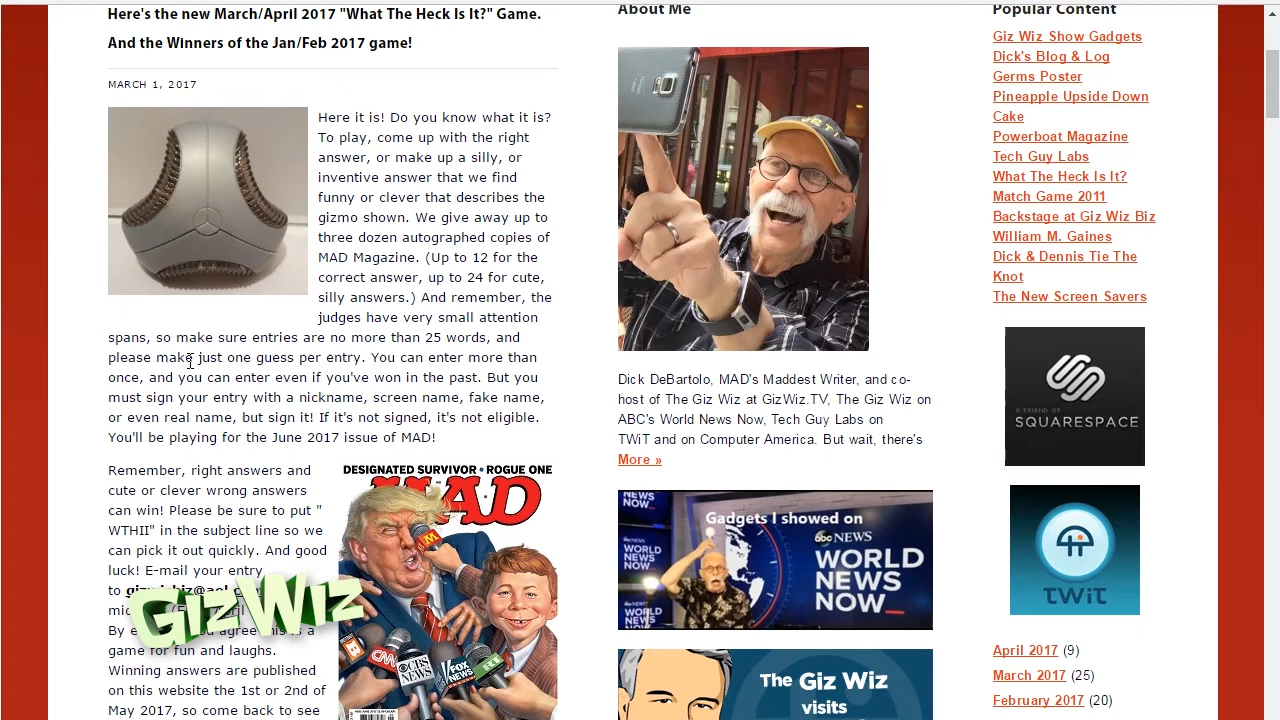 Here's the new March/April 2017 "What The Heck Is It?" Game.
And the Winners of the Jan/Feb 2017 game!
MARCH 1, 2017
Here it is! Do you know what it is?
To play, come up with the right
answer, or make up a silly, or
inventive answer that we find
funny or clever that describes the
gizmo shown. We give away up to
three dozen autographed copies of
MAD Magazine. (Up to 12 for the
correct answer, up to 24 for cute,
silly answers.) And remember, the
judges have very small attention
spans, so make sure entries are no more than 25 words, and
please make just one guess per entry. You can enter more than
once, and you can enter even if you've won in the past. But you
must sign your entry with a nickname, screen name, fake name,
or even real name, but sign it! If it's not signed, it's not eligible.
You'll be playing for the June 2017 issue of MAD!
Remember, right answers and
cute or clever wrong answers
can win! Please be sure to put "
WTHII" in the subject line so we
can pick it out quickly. And good
luck! E-mail your entry
to
By
game for fun and laughs.
Winning answers are published
on this website the 1st or 2nd of
May 2017, so come back to see
GizWiz
DESIGNATED SURVIVOR • ROGUE ONE
MAD
M
BBC
CNN
CBS
NEWS
FOX
NEWS
RT
About Me
Dick DeBartolo, MAD's Maddest Writer, and co-
host of The Giz Wiz at GizWiz.TV, The Giz Wiz on
ABC's World News Now, Tech Guy Labs on
TWiT and on Computer America. But wait, there's
More »
Gadgets I showed on
abc NEWS
WORLD
NEWS
NOW_
WORLD
NEWS
NOW
The Giz Wiz
visits
Popular Content
Giz Wiz Show Gadgets
Dick's Blog & Log
Germs Poster
Pineapple Upside Down
Cake
Powerboat Magazine
Tech Guy Labs
What The Heck Is It?
Match Game 2011
Backstage at Giz Wiz Biz
William M. Gaines
Dick & Dennis Tie The
Knot
The New Screen Savers
A FRIEND OF
SQUARESPACE
TWiT
April 2017 (9)
March 2017 (25)
February 2017 (20)